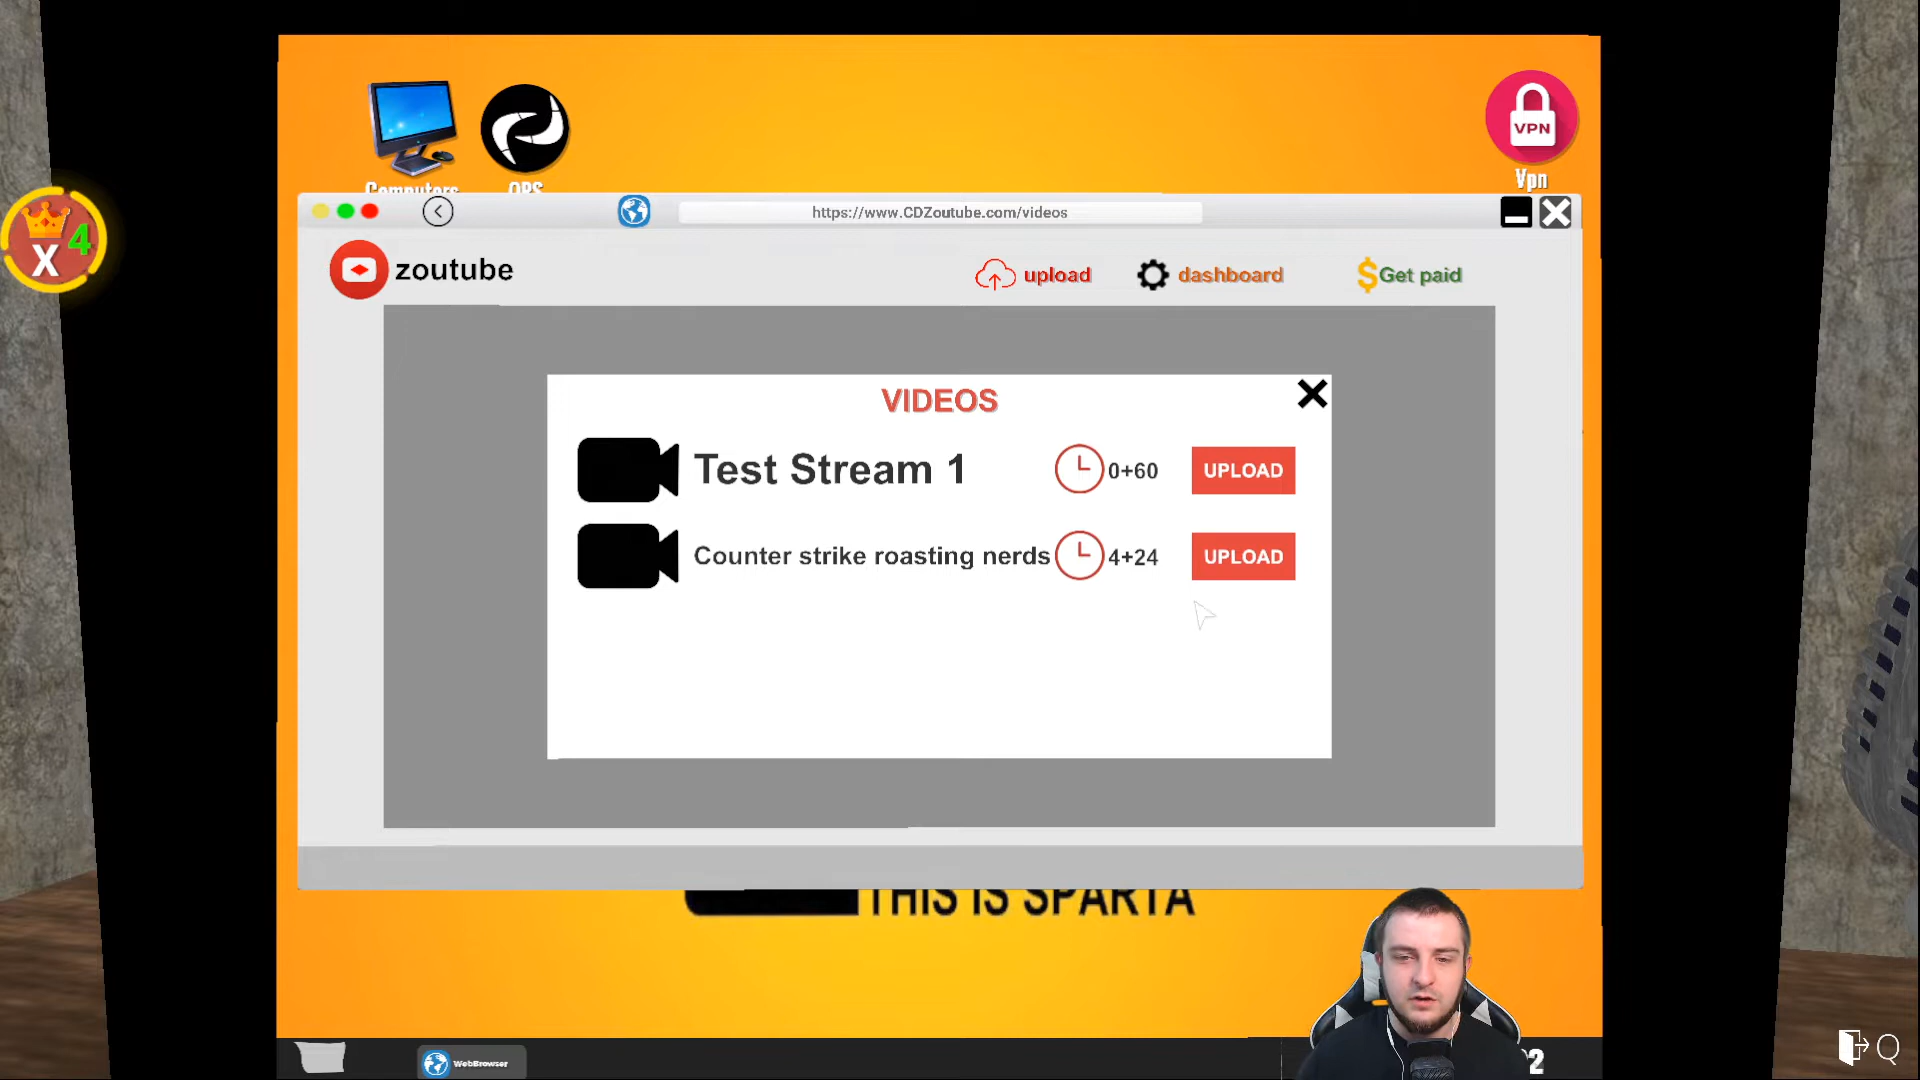 VPN
Vpn
X 4
https://www.CDZoutube.com/videos
zoutube
upload
dashboard
$Get paid
VIDEOS
Test Stream 1
0+60
UPLOAD
Counter strike roasting nerds
4+24
UPLOAD
THIS IS SPARTA
WebBrowser
Q